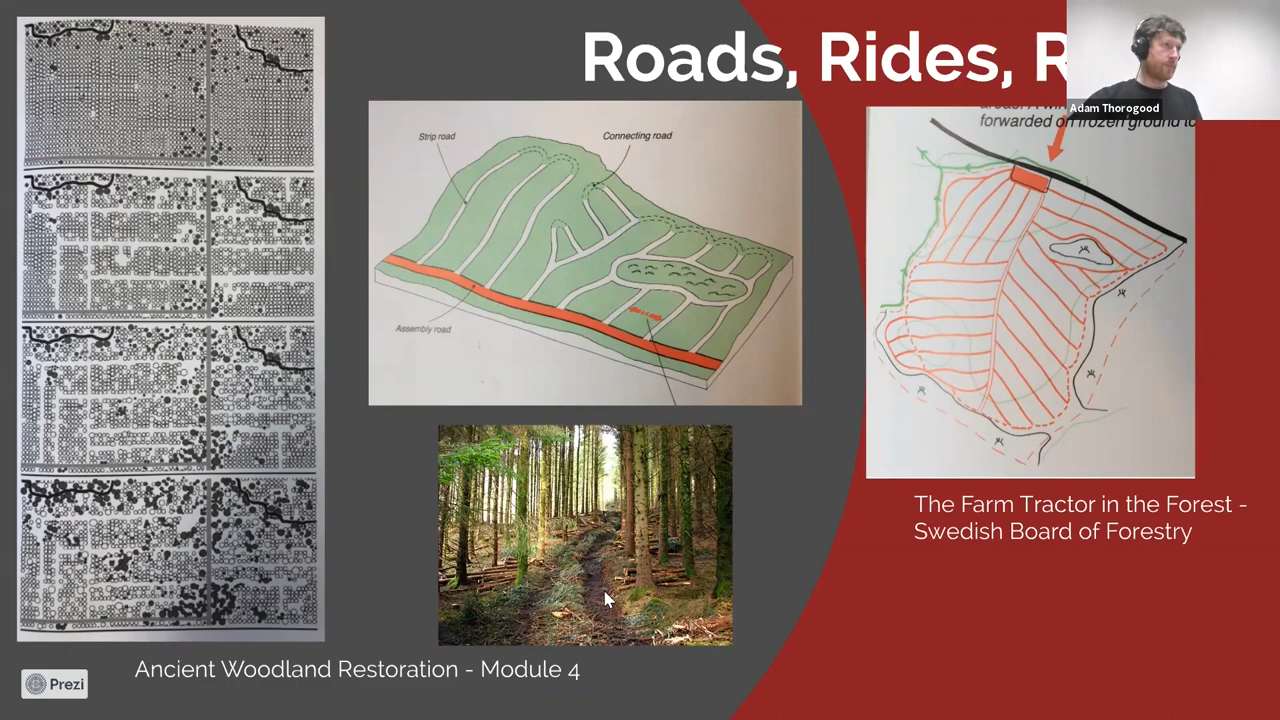 Roads, Rides, R
Adam Thorogood
forwarded on frozen ground to
Strip road
Connecting road
Assembly road
The Farm Tractor in the Forest -
Swedish Board of Forestry
Ancient Woodland Restoration - Module 4
Prezi